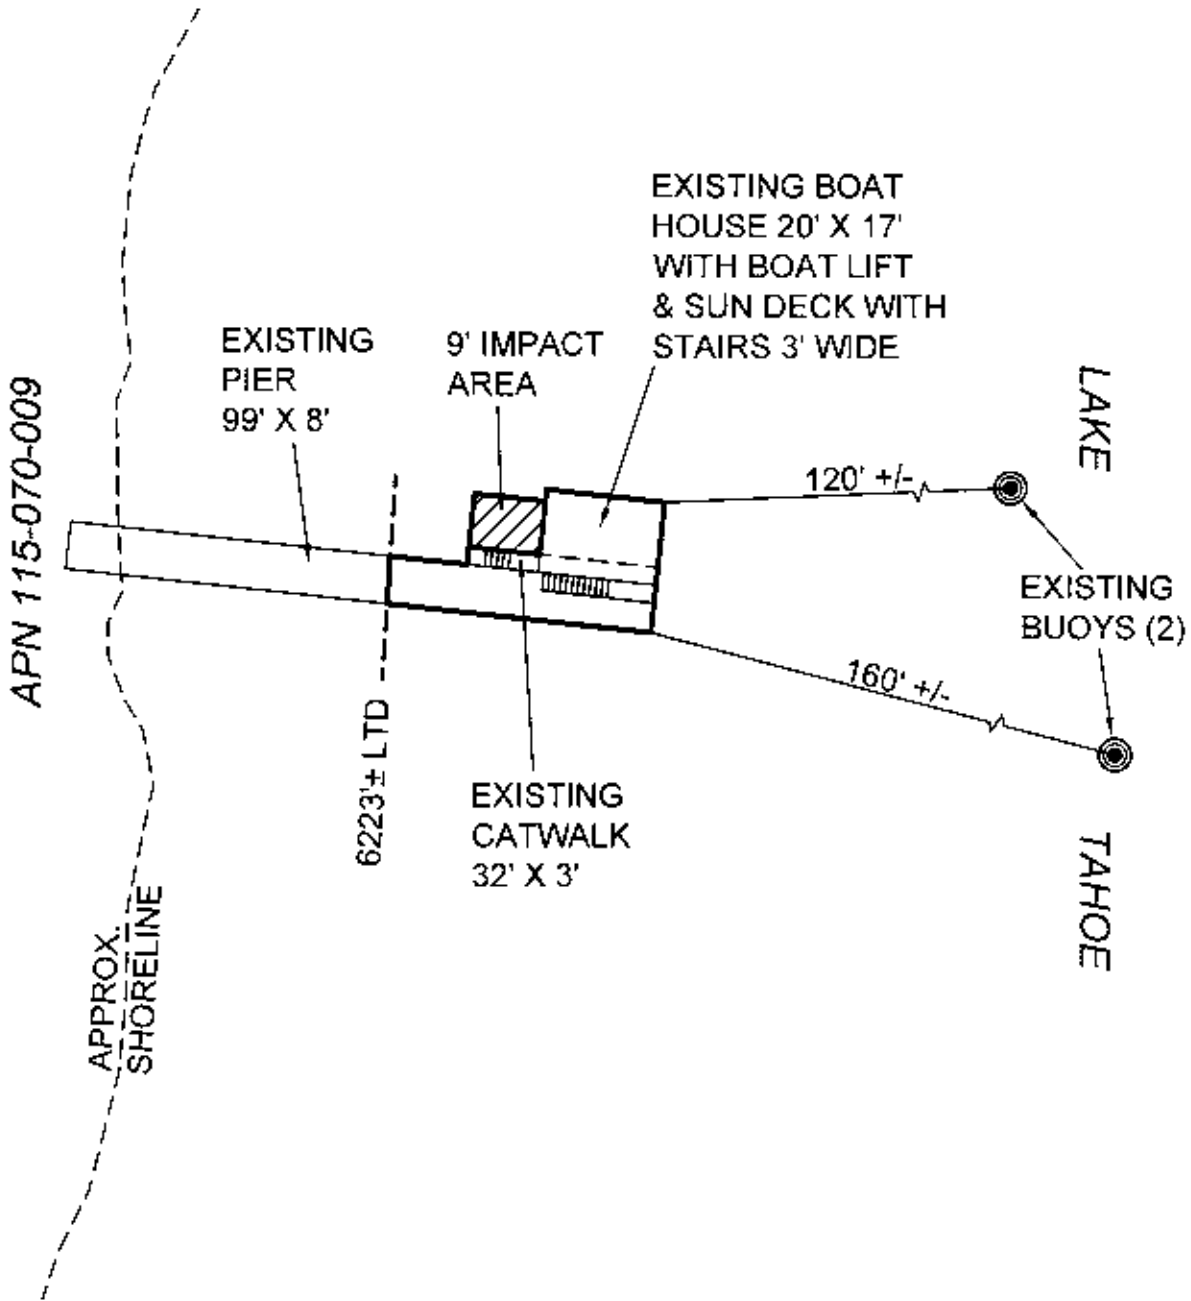 EXISTING BOAT
HOUSE 20' X 17'
WITH BOAT LIFT
& SUN DECK WITH
STAIRS 3' WIDE
EXISTING
PIER
99' X 8'
9' IMPACT
AREA
APN 115-070-009
LAKE
120' +/-
EXISTING
BUOYS (2)
160' +/-
6223'± LTD
EXISTING
CATWALK
32' X 3'
TAHOE
APPROX.
SHORELINE